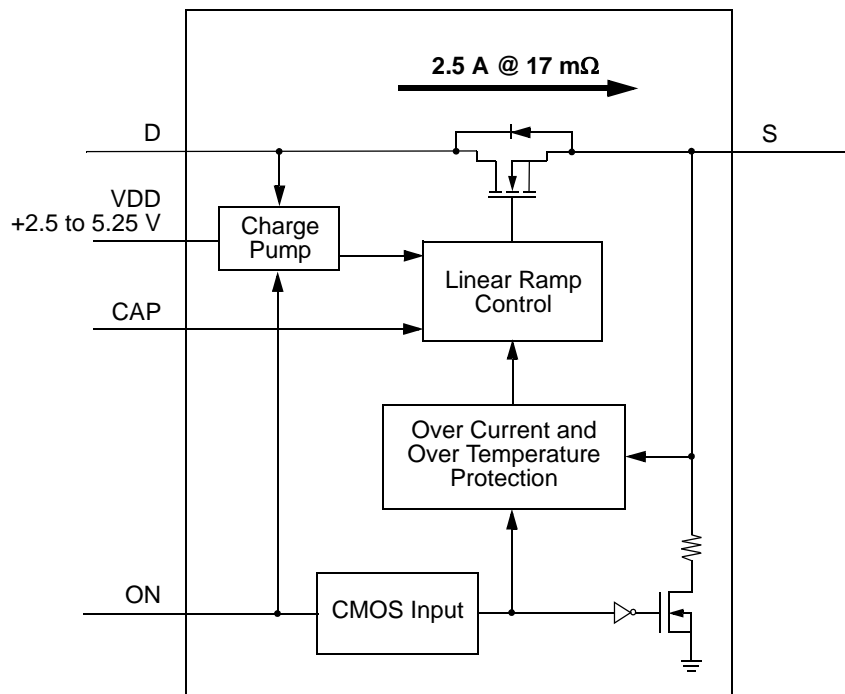 2.5 A @ 17 mΩ
D
S
VDD
+2.5 to 5.25 V
Charge
Pump
Linear Ramp
Control
CAP
Over Current and
Over Temperature
Protection
ON
CMOS Input